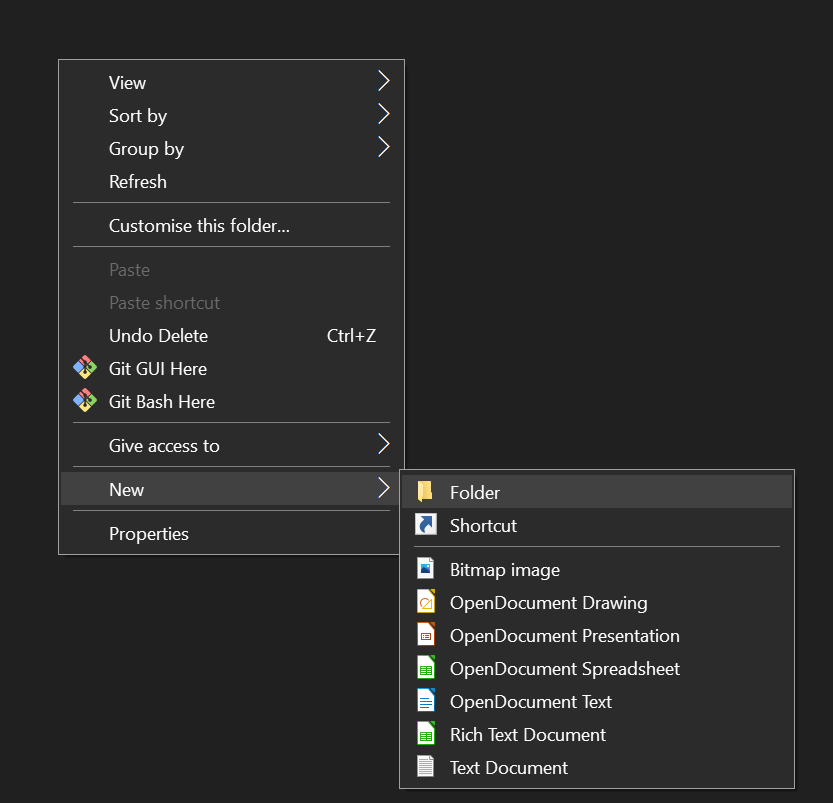 View
Sort by
Group by
Refresh
Customise this folder...
Paste
Paste shortcut
Undo Delete Ctrl+Z
Git GUI Here
Git Bash Here
Give access to
New
Properties
Folder
Shortcut
Bitmap image
OpenDocument Drawing
OpenDocument Presentation
OpenDocument Spreadsheet
OpenDocument Text
Rich Text Document
Text Document